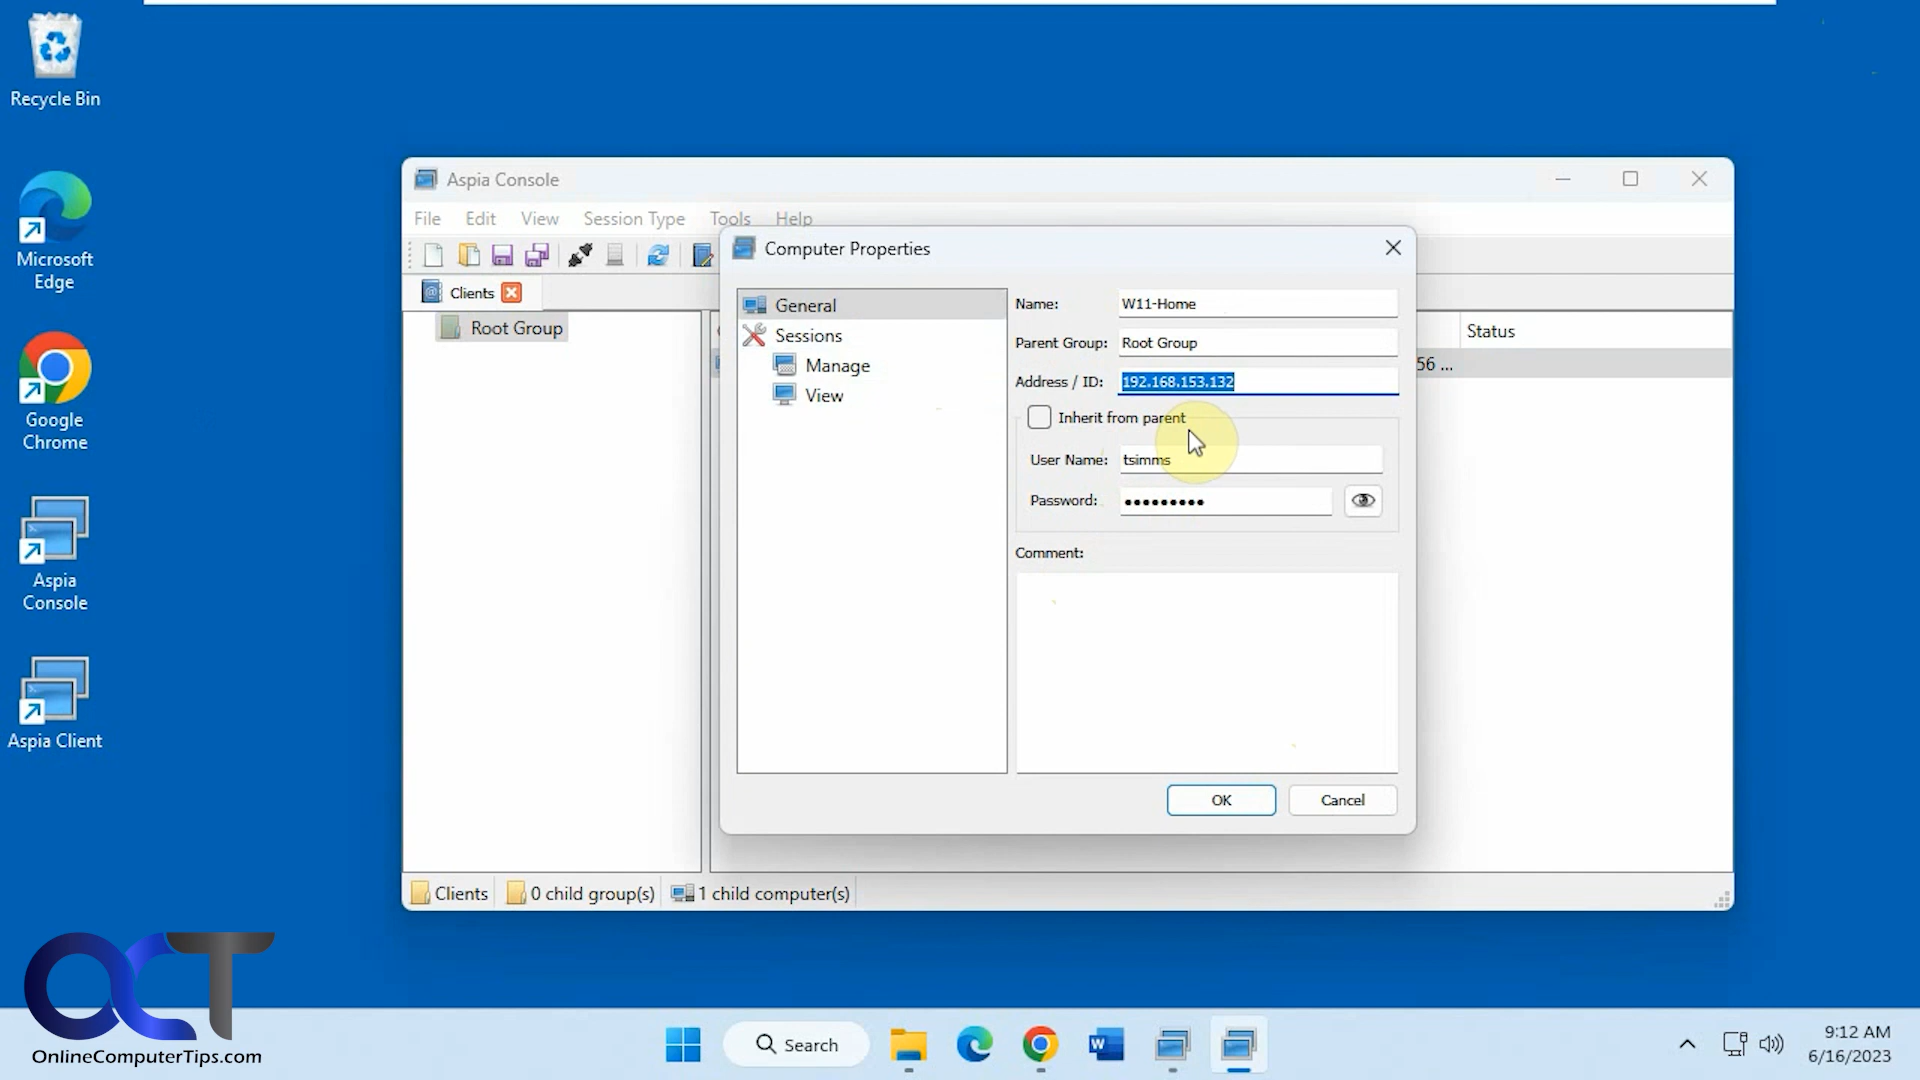 Recycle Bin
Microsoft
Edge
Google
Chrome
Aspia
Console
Aspia Client
Aspia Console
File Edit View Session Type Tools Help
Clients
Root Group
Status
56 ...
Computer Properties
General
Sessions
Manage
View
Name: W11-Home
Parent Group: Root Group
Address / ID: 192.168.153.132
Inherit from parent
User Name: tsimms
Password: •••••••••
Comment:
OK Cancel
Clients 0 child group(s) 1 child computer(s)
OCT
OnlineComputerTips.com
Search
9:12 AM
6/16/2023